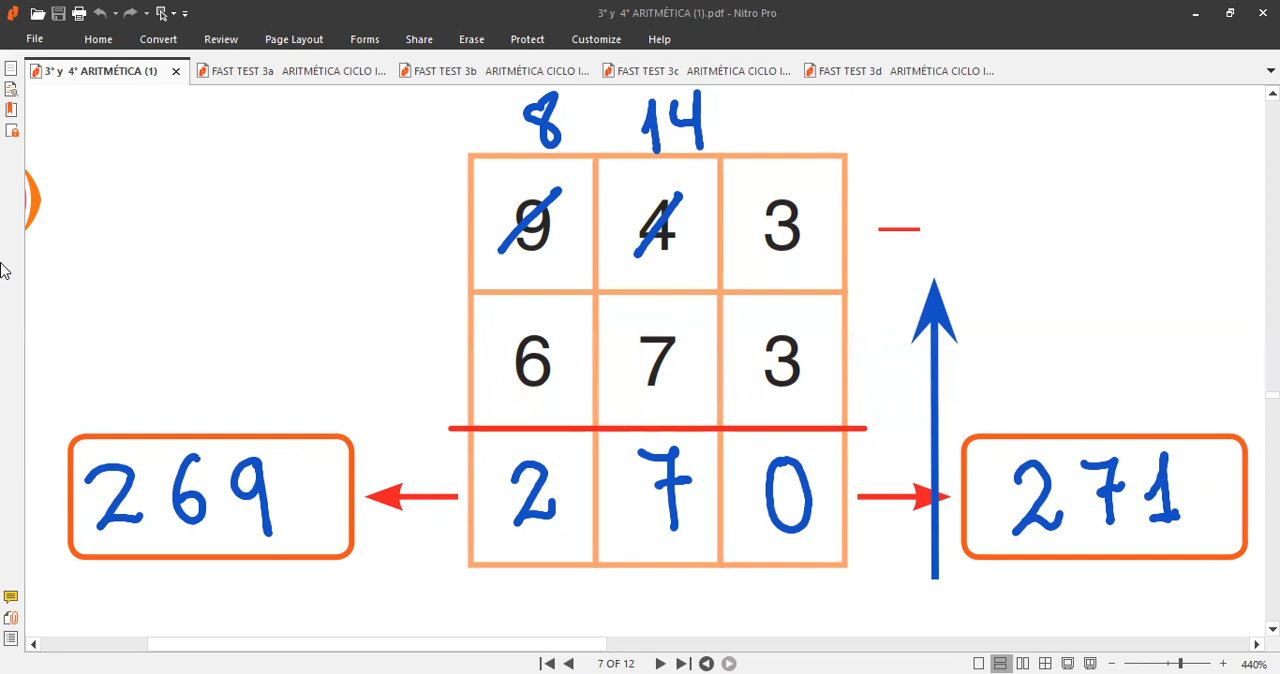 3° y 4° ARITMÉTICA (1).pdf - Nitro Pro
File Home Convert Review Page Layout Forms Share Erase Protect Customize Help
3° y 4° ARITMÉTICA (1) FAST TEST 3a ARITMÉTICA CICLO I... FAST TEST 3b ARITMÉTICA CICLO I... FAST TEST 3c ARITMÉTICA CICLO I... FAST TEST 3d ARITMÉTICA CICLO I...
8 14
9 4 3 −
6 7 3
269 2 7 0 271
7 OF 12 440%